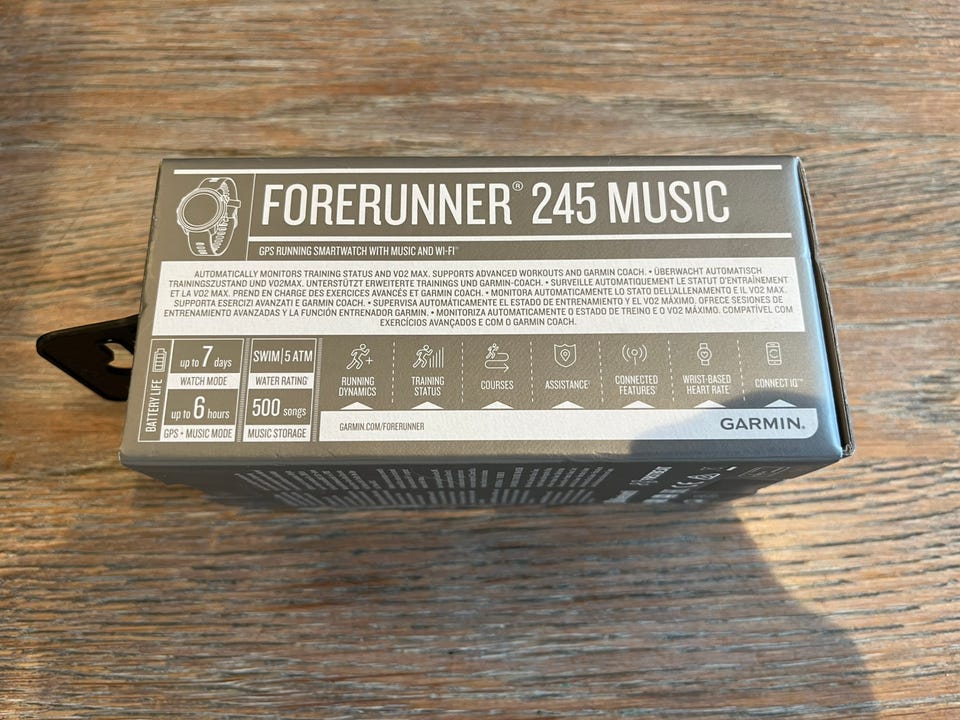 FORERUNNER® 245 MUSIC
GPS RUNNING SMARTWATCH WITH MUSIC AND WI-FI™
AUTOMATICALLY MONITORS TRAINING STATUS AND VO2 MAX. SUPPORTS ADVANCED WORKOUTS AND GARMIN COACH. • ÜBERWACHT AUTOMATISCH
TRAININGSZUSTAND UND VO2MAX. UNTERSTÜTZT ERWEITERTE TRAININGS UND GARMIN-COACH. • SURVEILLE AUTOMATIQUEMENT LE STATUT D'ENTRAÎNEMENT
ET LA VO2 MAX. PREND EN CHARGE DES EXERCICES AVANCÉS ET GARMIN COACH. • MONITORA AUTOMATICAMENTE LO STATO DELL'ALLENAMENTO E IL VO2 MAX.
SUPPORTA ESERCIZI AVANZATI E GARMIN COACH. • SUPERVISA AUTOMÁTICAMENTE EL ESTADO DE ENTRENAMIENTO Y EL VO2 MÁXIMO. OFRECE SESIONES DE
ENTRENAMIENTO AVANZADAS Y LA FUNCIÓN ENTRENADOR GARMIN. • MONITORIZA AUTOMATICAMENTE O ESTADO DE TREINO E O VO2 MÁXIMO. COMPATÍVEL COM
EXERCÍCIOS AVANÇADOS E COM O GARMIN COACH.
BATTERY LIFE
up to 7 days
WATCH MODE
up to 6 hours
GPS + MUSIC MODE
SWIM|5 ATM
WATER RATING
500 songs
MUSIC STORAGE
RUNNING
DYNAMICS
TRAINING
STATUS
COURSES
ASSISTANCE
CONNECTED
FEATURES
WRIST-BASED
HEART RATE
CONNECT IQ™
GARMIN.COM/FORERUNNER
GARMIN.